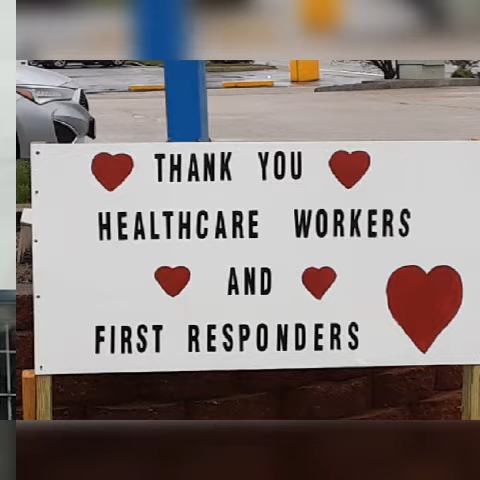 THANK YOU
HEALTHCARE WORKERS
AND
FIRST RESPONDERS